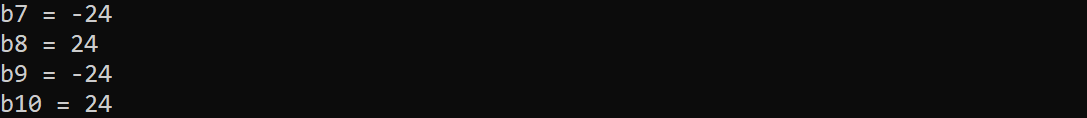 b7 = -24
b8 = 24
b9 = -24
b10 = 24